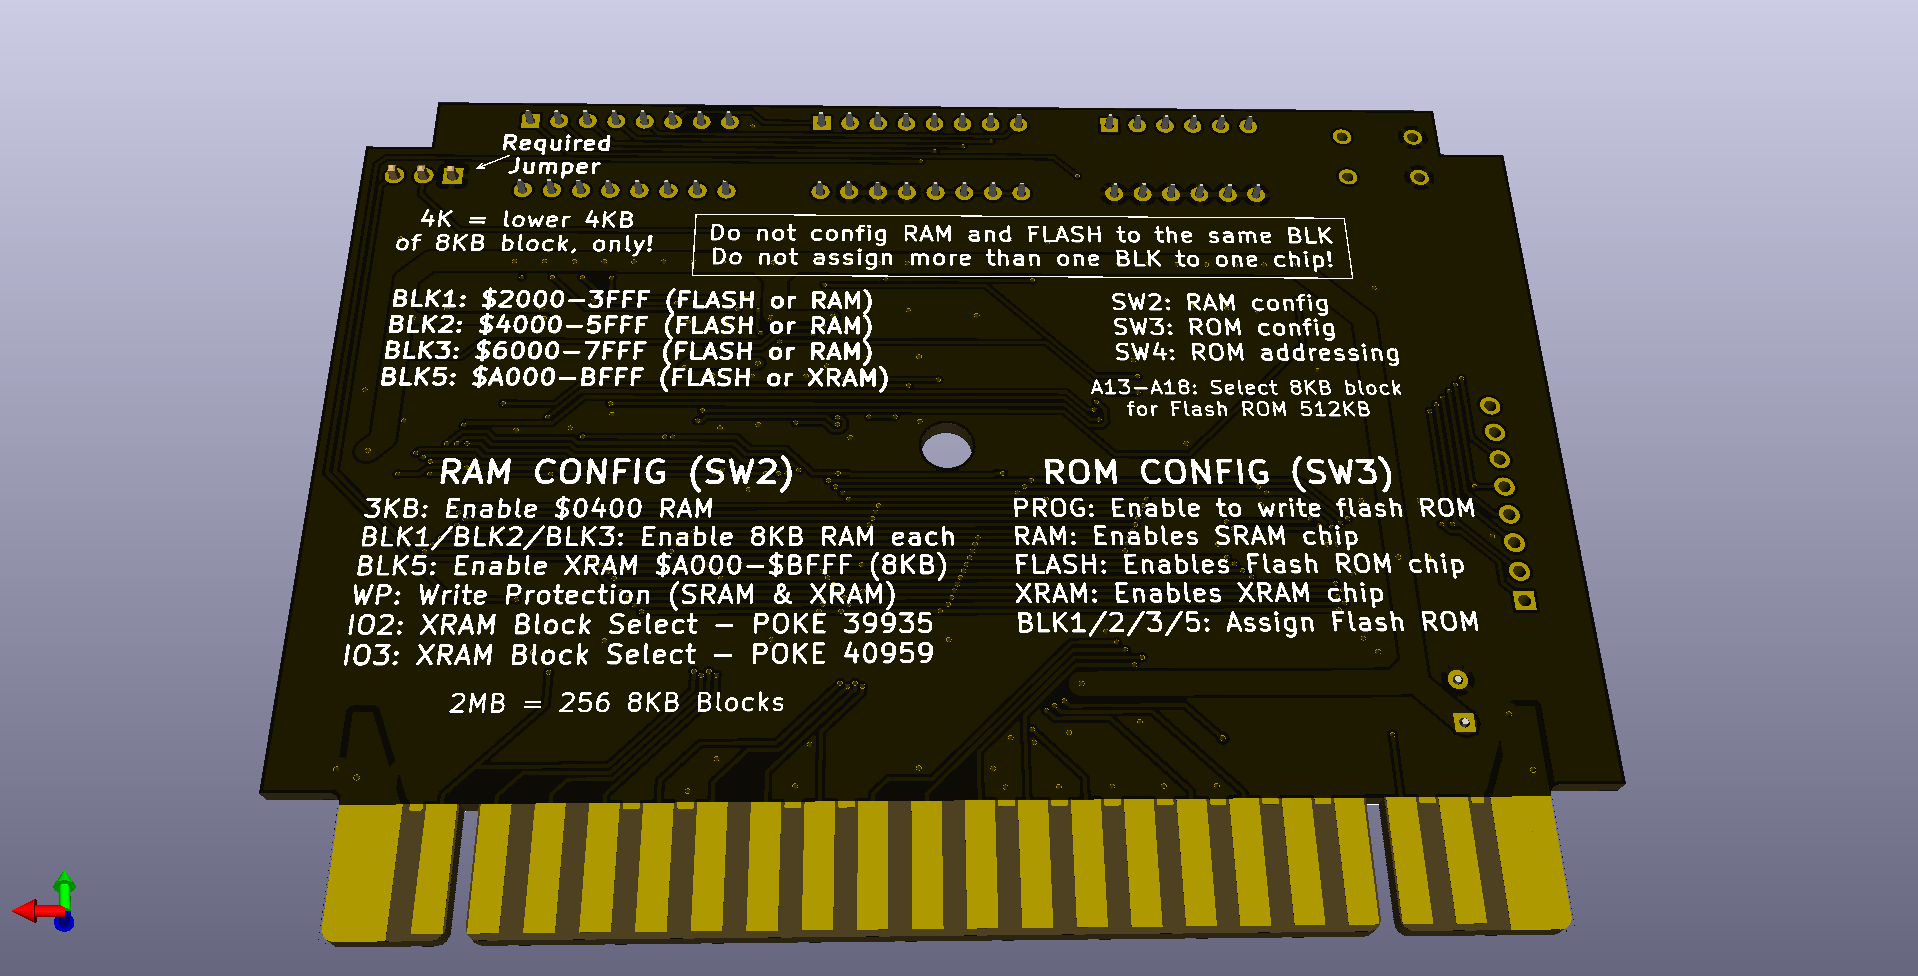 Required
Jumper
4K = lower 4KB
of 8KB block, only!
Do not config RAM and FLASH to the same BLK
Do not assign more than one BLK to one chip!
BLK1: $2000-3FFF (FLASH or RAM)
BLK2: $4000-5FFF (FLASH or RAM)
BLK3: $6000-7FFF (FLASH or RAM)
BLK5: $A000-BFFF (FLASH or XRAM)
SW2: RAM config
SW3: ROM config
SW4: ROM addressing
A13-A18: Select 8KB block
for Flash ROM 512KB
RAM CONFIG (SW2)
3KB: Enable $0400 RAM
BLK1/BLK2/BLK3: Enable 8KB RAM each
BLK5: Enable XRAM $A000-$BFFF (8KB)
WP: Write Protection (SRAM & XRAM)
IO2: XRAM Block Select - POKE 39935
IO3: XRAM Block Select - POKE 40959
2MB = 256 8KB Blocks
ROM CONFIG (SW3)
PROG: Enable to write flash ROM
RAM: Enables SRAM chip
FLASH: Enables Flash ROM chip
XRAM: Enables XRAM chip
BLK1/2/3/5: Assign Flash ROM